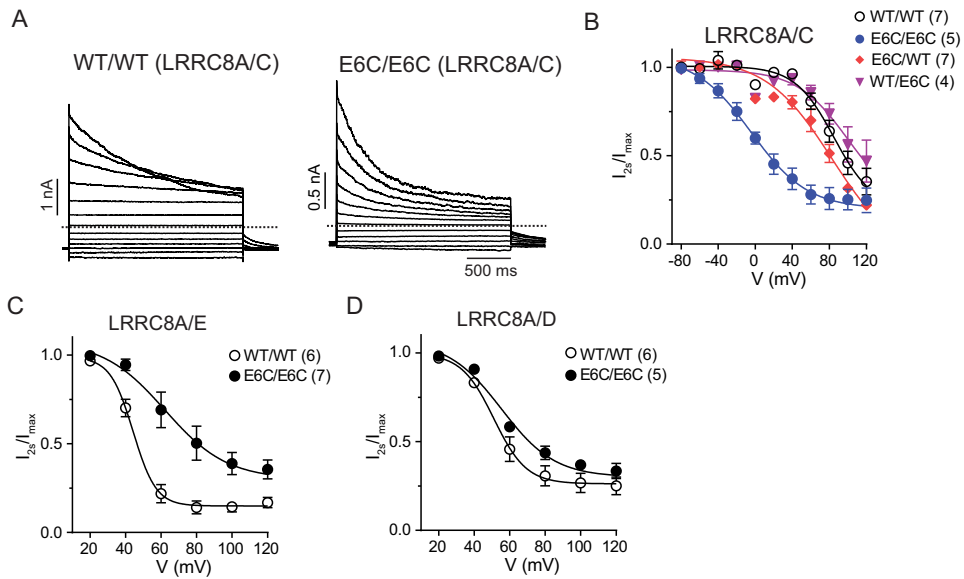 A
WT/WT (LRRC8A/C)
E6C/E6C (LRRC8A/C)
1 nA
0.5 nA
500 ms
B
LRRC8A/C
WT/WT (7)
E6C/E6C (5)
E6C/WT (7)
WT/E6C (4)
I2s/Imax
1.0
0.5
0.0
-80 -40 0 40 80 120
V (mV)
C
LRRC8A/E
WT/WT (6)
E6C/E6C (7)
I2s/Imax
1.0
0.5
0.0
20 40 60 80 100 120
V (mV)
D
LRRC8A/D
WT/WT (6)
E6C/E6C (5)
I2s/Imax
1.0
0.5
0.0
20 40 60 80 100 120
V (mV)